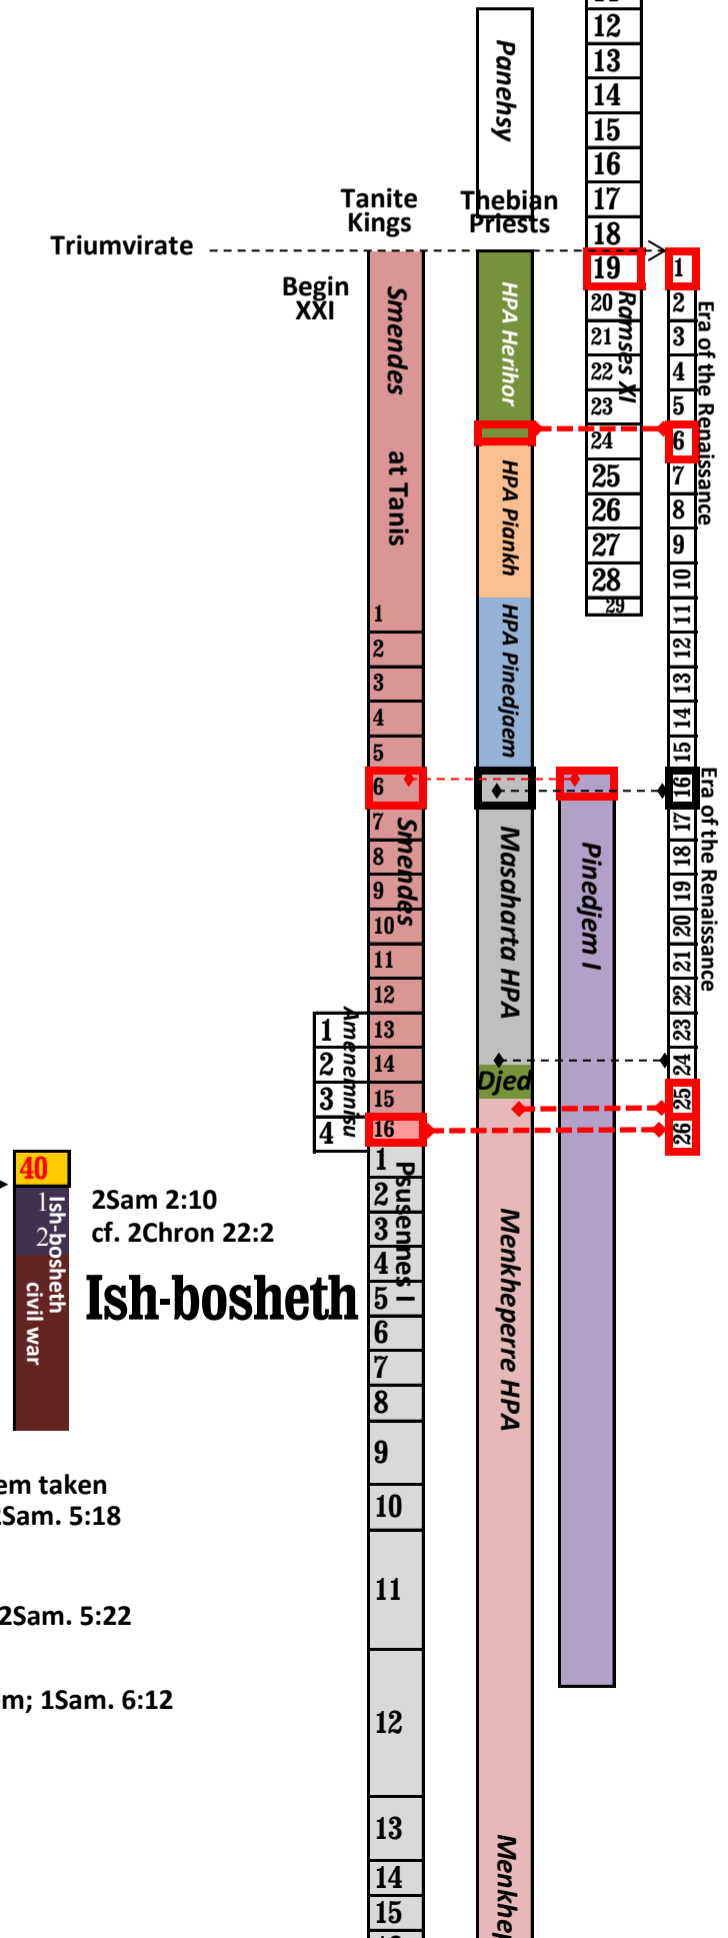 12
13
14
15
16
17
18
19
20
21
22
23
24
25
26
27
28
29
Ramses XI
Panehsy
Tanite
Kings
Thebian
Priests
Triumvirate
Begin
XXI
Smendes
at Tanis
HPA Herihor
HPA Piankh
HPA Pinedjaem
Masaharta HPA
Djed
Menkheperre HPA
Pinedjem I
1
2
3
4
5
6
7
8
9
10
11
12
13
14
15
16
17
18
19
20
21
22
23
24
25
26
Era of the Renaissance
Era of the Renaissance
1
2
3
4
5
6
7
8
9
10
11
12
13
14
15
16
Smendes
1
2
3
4
Amenemnisu
1
2
3
4
5
6
7
8
9
10
11
12
13
14
15
Psusennes I
40
1
2
Ish-bosheth
civil war
2Sam 2:10
cf. 2Chron 22:2
Ish-bosheth
em taken
2Sam. 5:18
2Sam. 5:22
m; 1Sam. 6:12
Menkhep